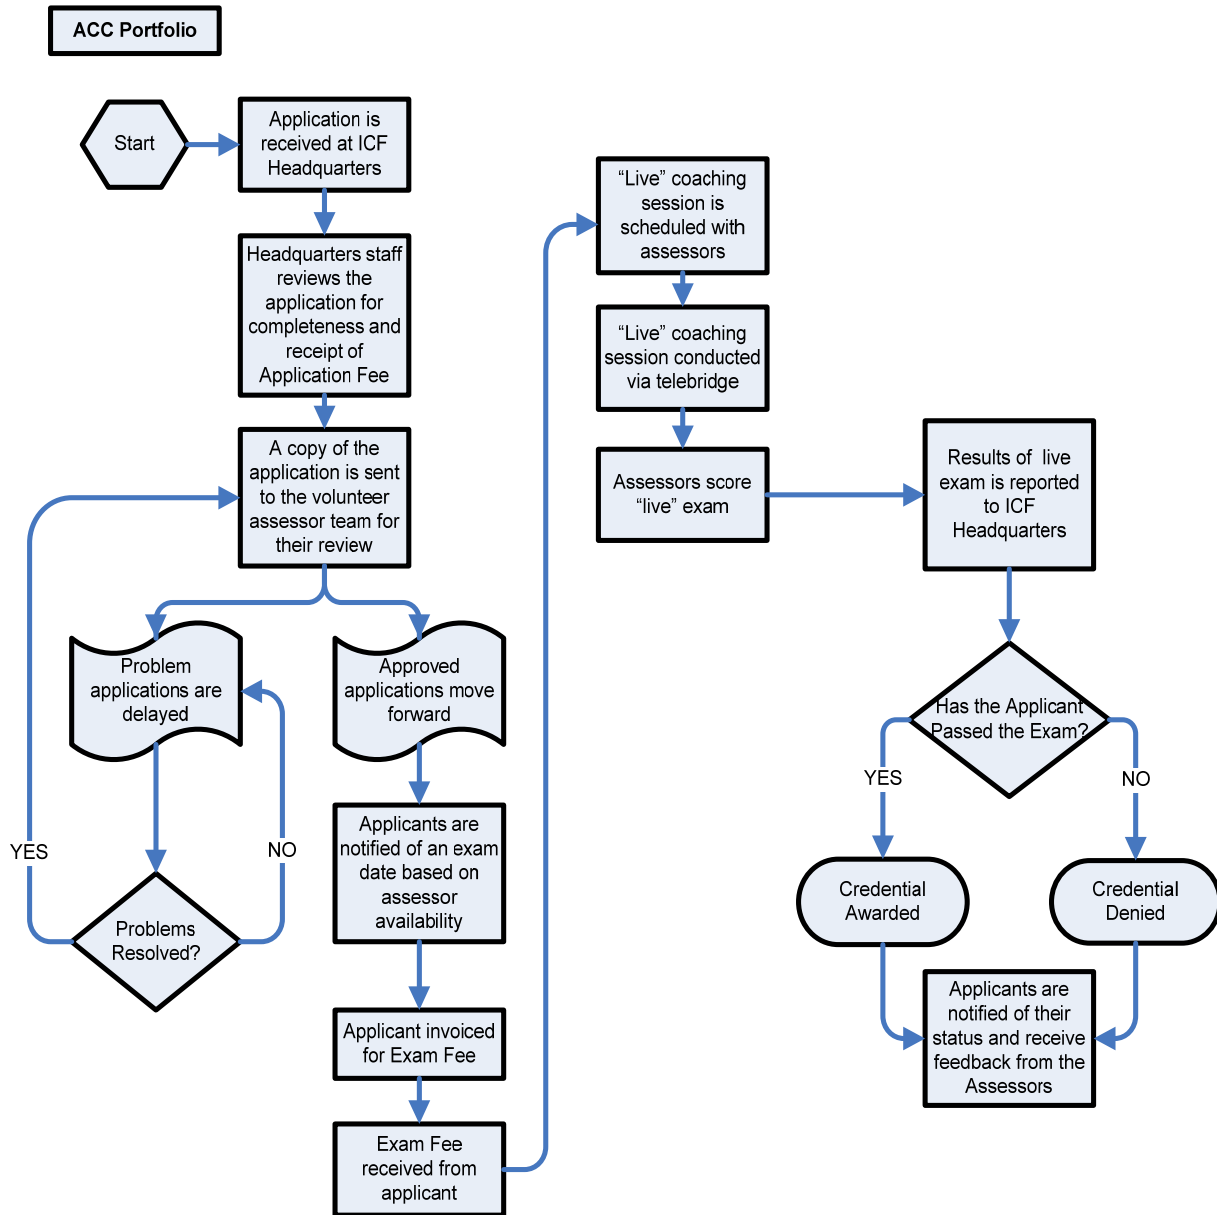 ACC Portfolio
Start
Application is
received at ICF
Headquarters
Headquarters staff
reviews the
application for
completeness and
receipt of
Application Fee
A copy of the
application is sent
to the volunteer
assessor team for
their review
Problem
applications are
delayed
Approved
applications move
forward
YES
NO
Problems
Resolved?
Applicants are
notified of an exam
date based on
assessor
availability
Applicant invoiced
for Exam Fee
Exam Fee
received from
applicant
“Live” coaching
session is
scheduled with
assessors
“Live” coaching
session conducted
via telebridge
Assessors score
“live” exam
Results of live
exam is reported
to ICF
Headquarters
Has the Applicant
Passed the Exam?
YES
NO
Credential
Awarded
Credential
Denied
Applicants are
notified of their
status and receive
feedback from the
Assessors